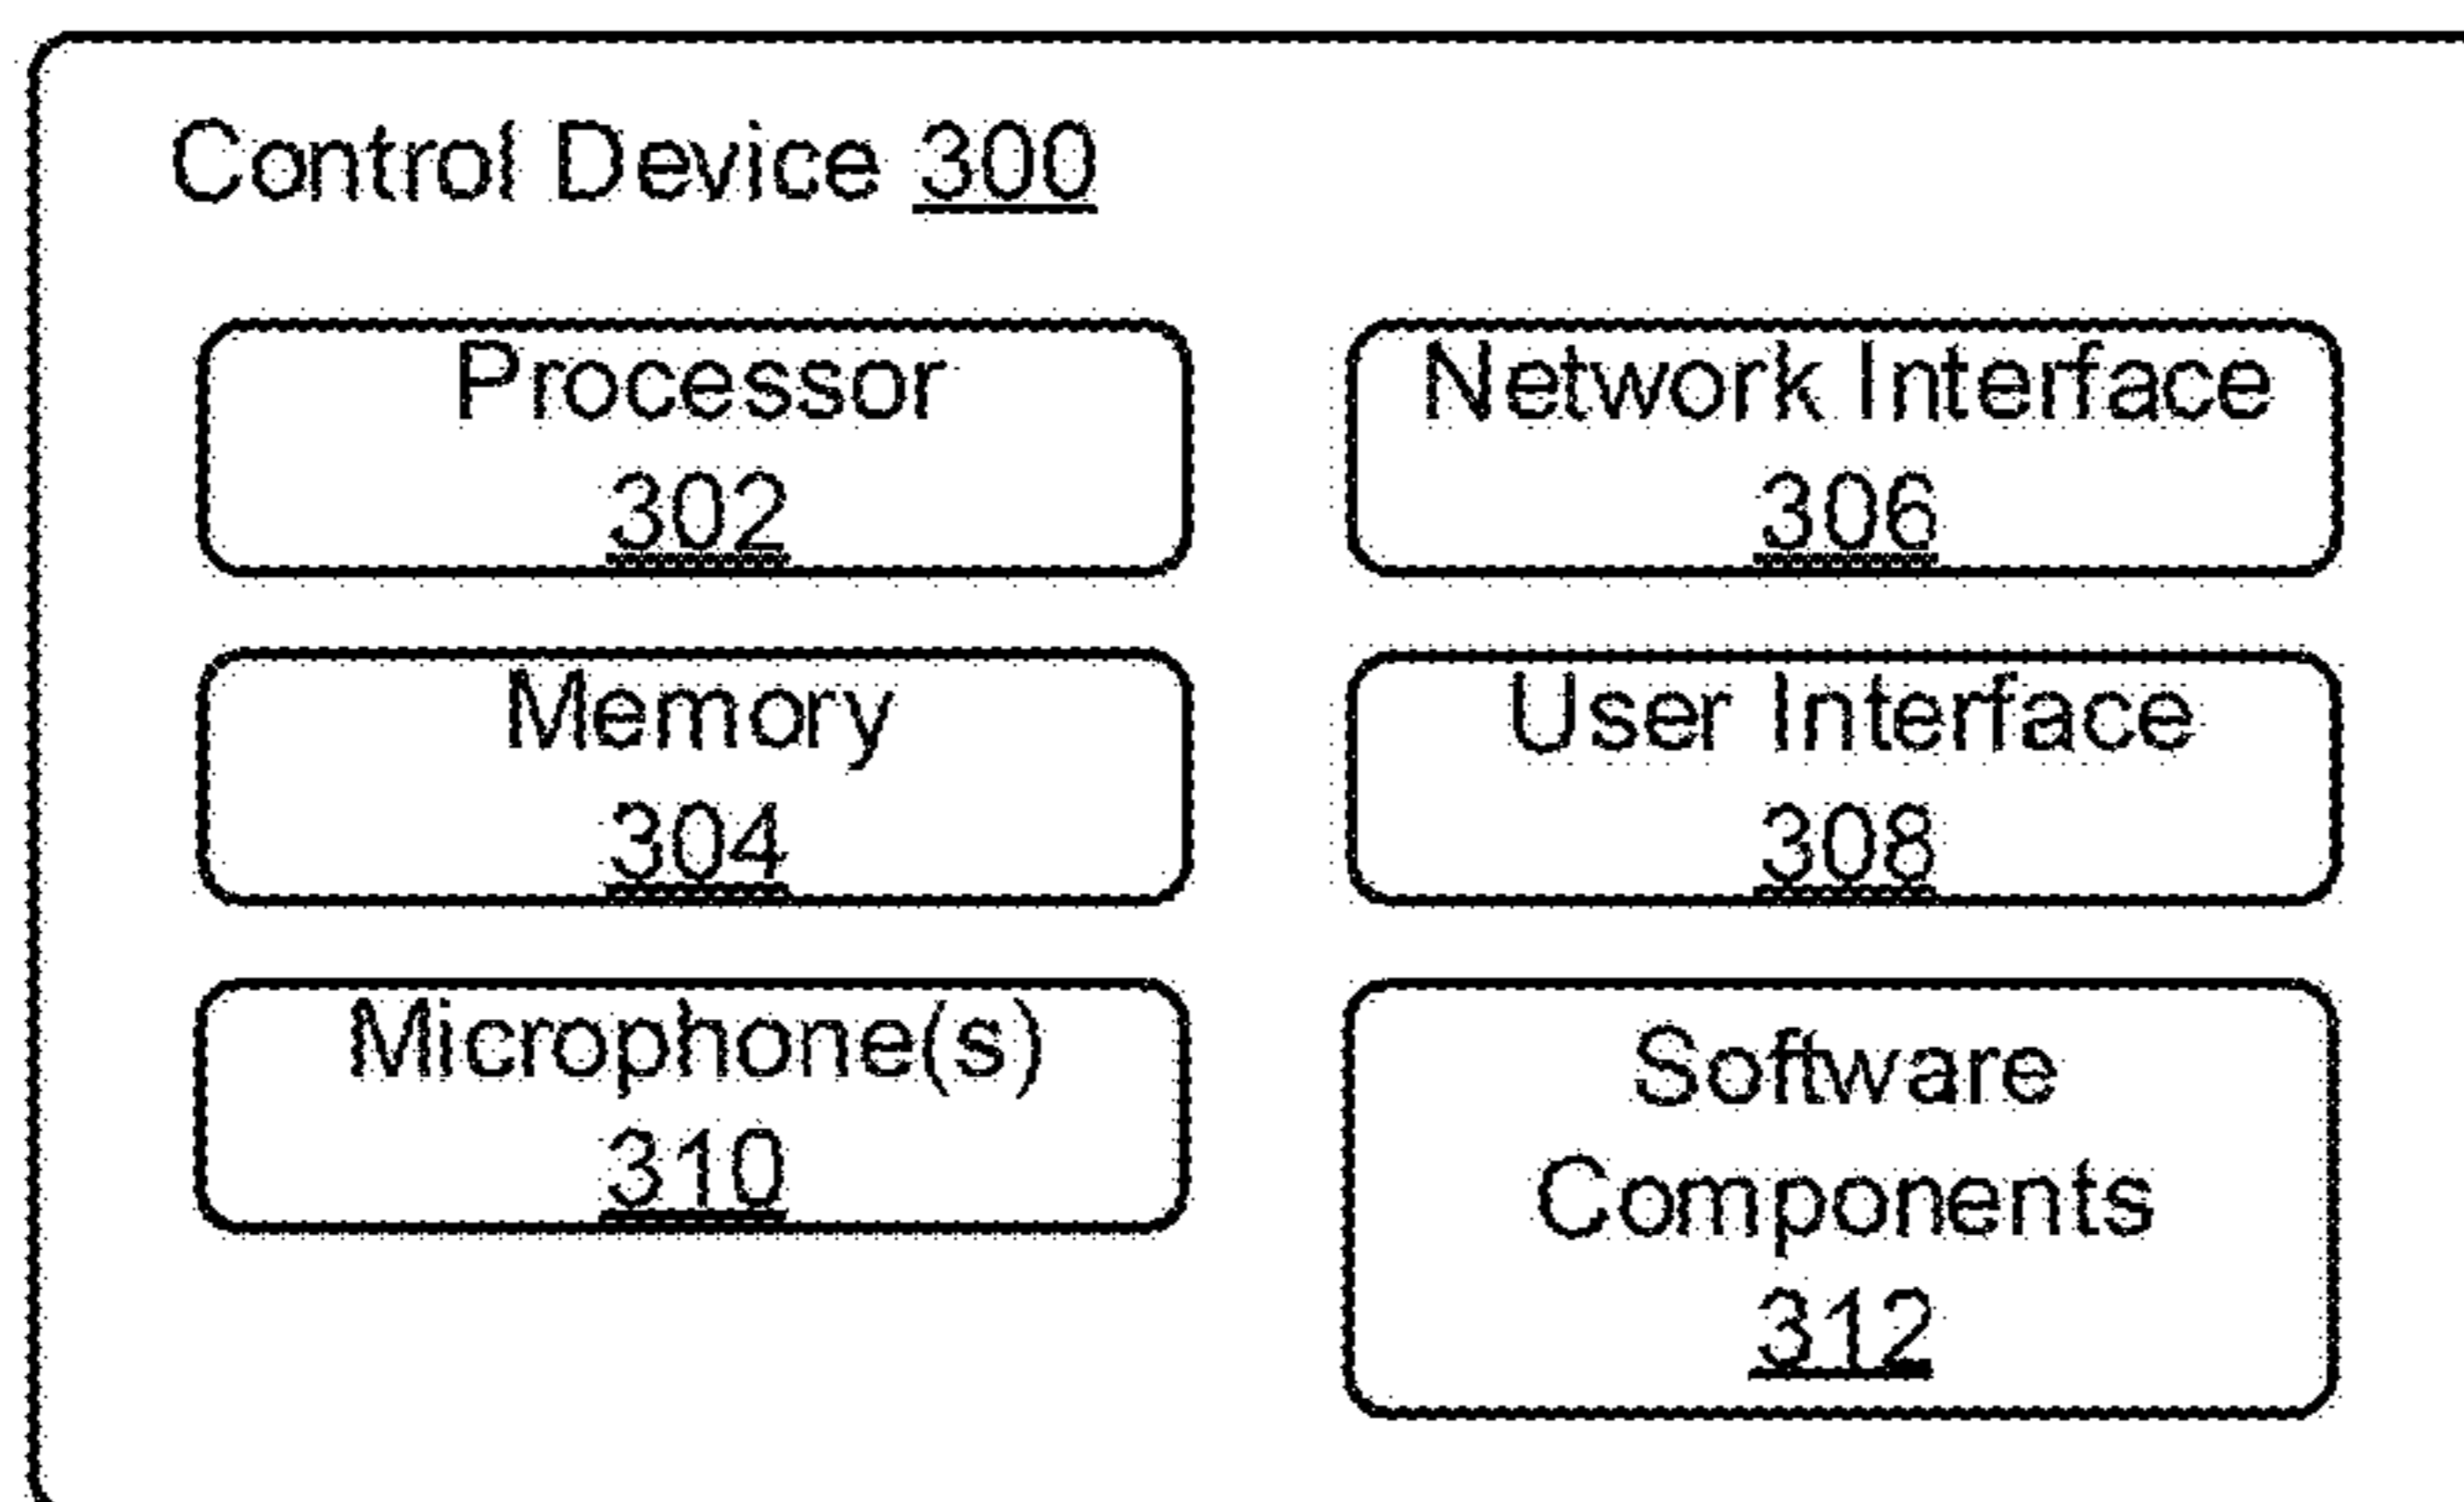 Control Device 300
Processor
302
Network Interface
306
Memory
304
User Interface
308
Microphone(s)
310
Software
Components
312